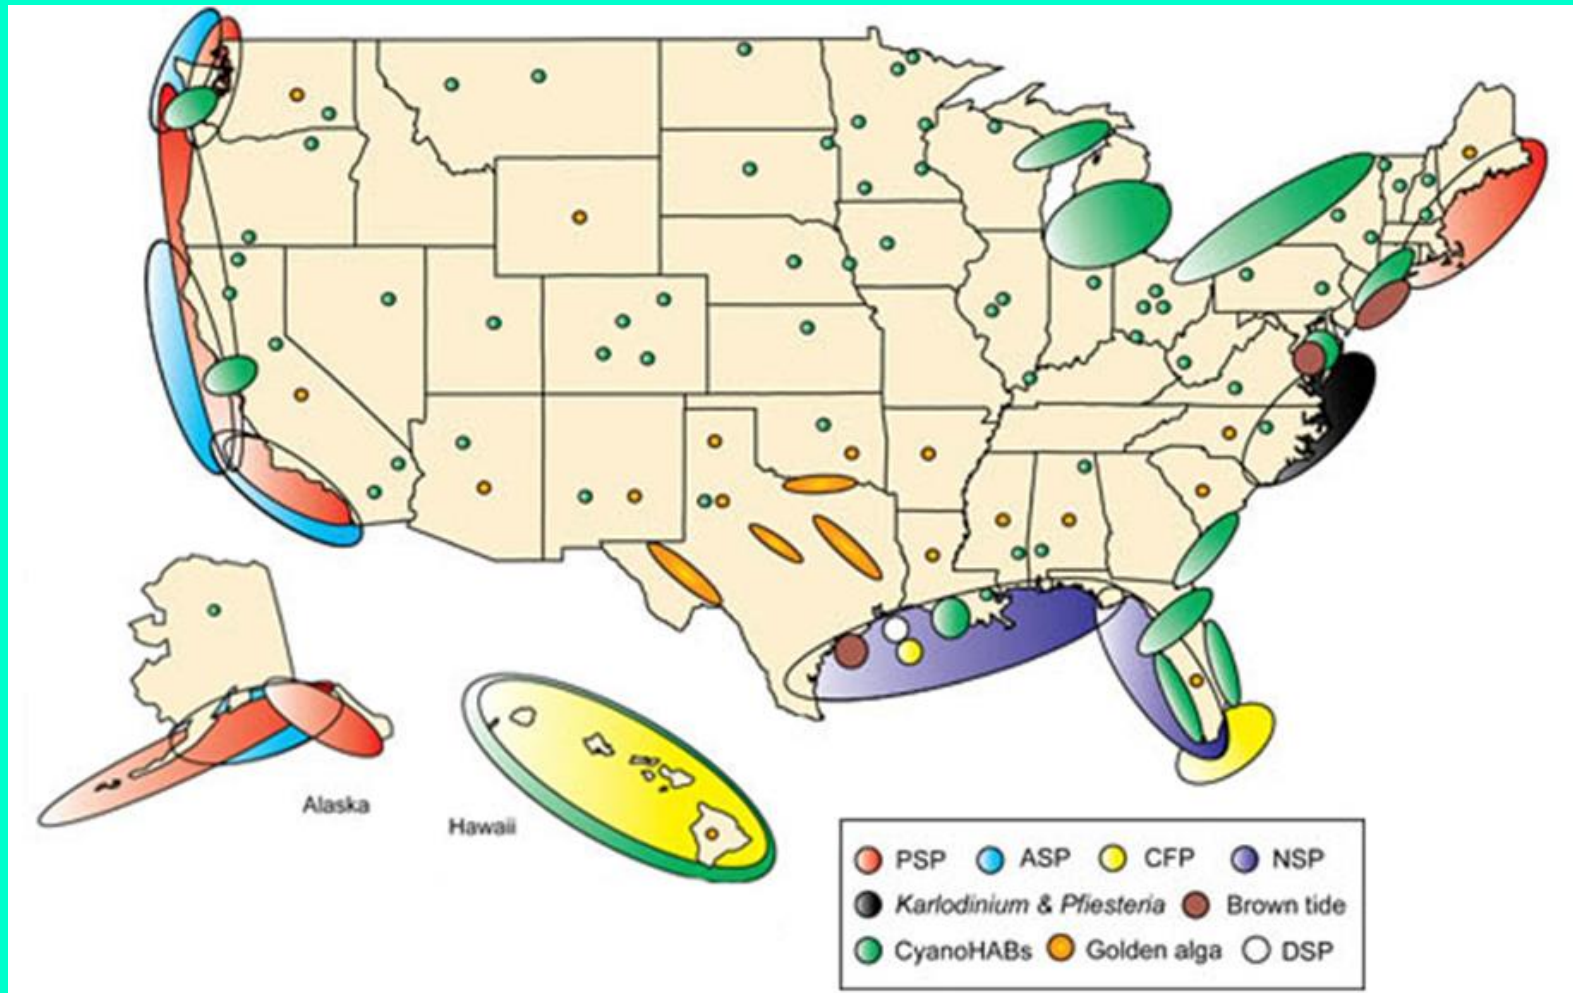 Alaska
Hawaii
PSP ASP CFP NSP
Karlodinium & Pfiesteria Brown tide
CyanoHABs Golden alga DSP